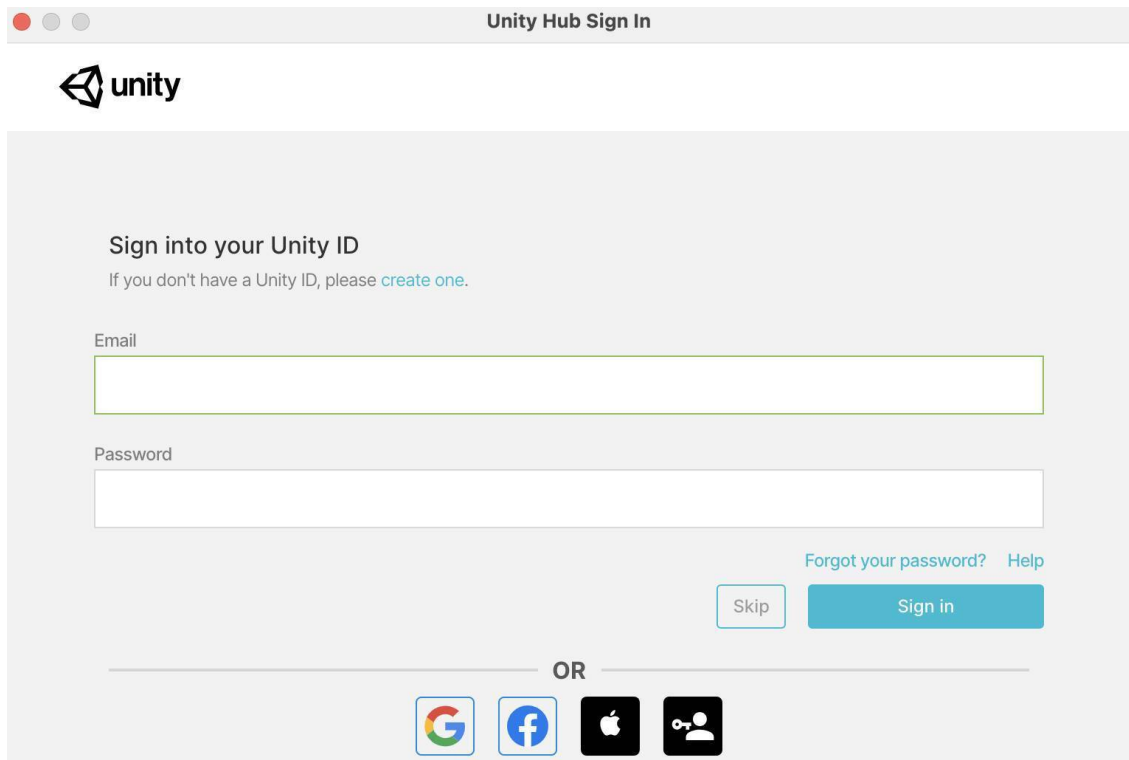 Unity Hub Sign In
unity
Sign into your Unity ID
If you don't have a Unity ID, please create one.
Email
Password
Forgot your password? Help
Skip Sign in
OR